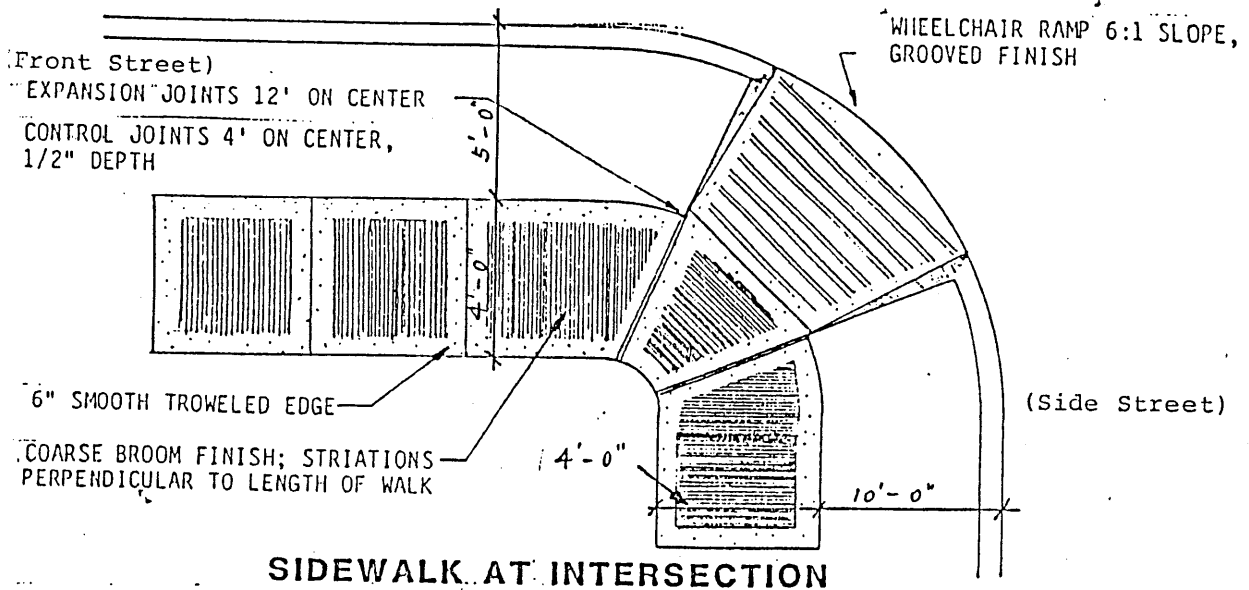 WHEELCHAIR RAMP 6:1 SLOPE,
GROOVED FINISH
(Front Street)
EXPANSION JOINTS 12' ON CENTER
CONTROL JOINTS 4' ON CENTER,
1/2" DEPTH
5'-0"
4'-0"
6" SMOOTH TROWELED EDGE
COARSE BROOM FINISH; STRIATIONS
PERPENDICULAR TO LENGTH OF WALK
4'-0"
(Side Street)
10'-0"
SIDEWALK AT INTERSECTION